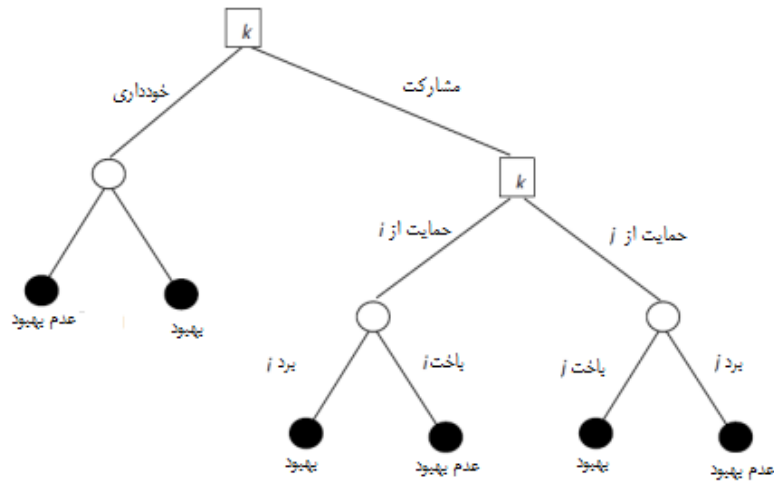 k
خودداری
مشارکت
k
حمایت از i
حمایت از j
عدم بهبود
بهبود
برد i
باخت i
باخت j
برد j
بهبود
عدم بهبود
بهبود
عدم بهبود